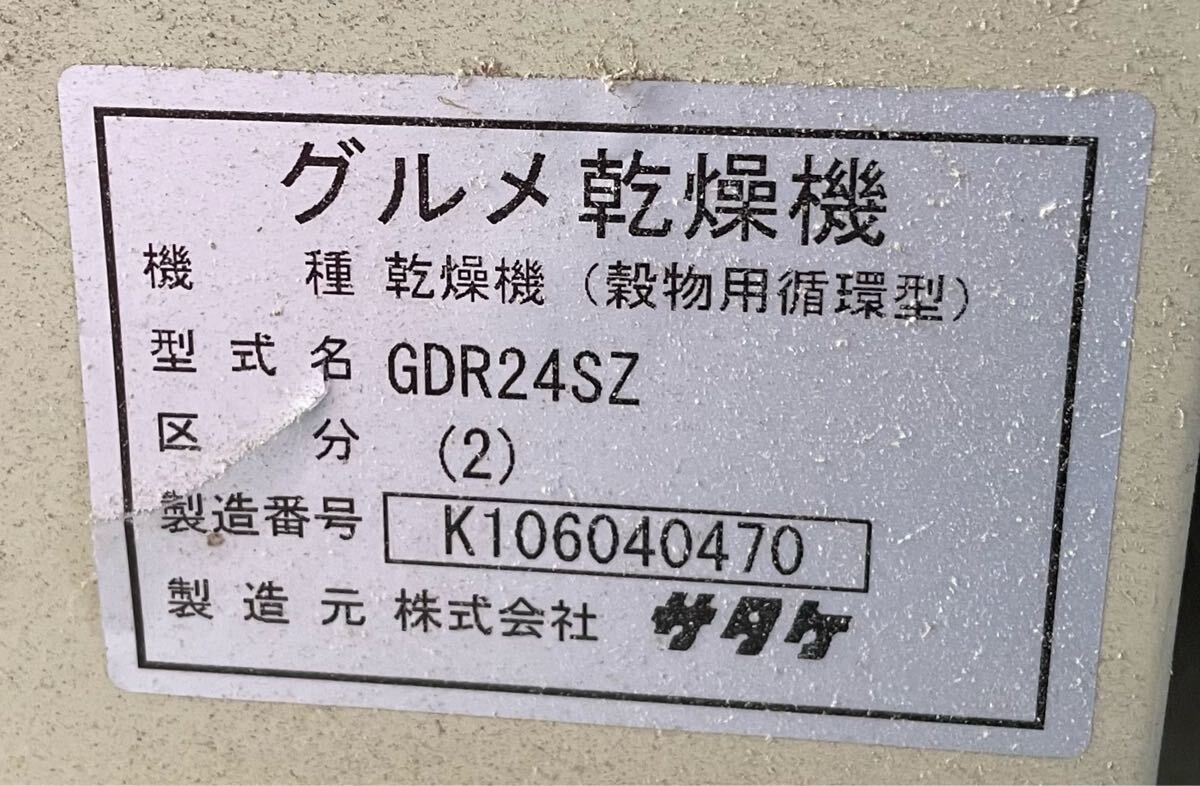 グルメ乾燥機
機種 乾燥機（穀物用循環型）
型式名 GDR24SZ
区分 (2)
製造番号 K106040470
製造元 株式会社 サタケ